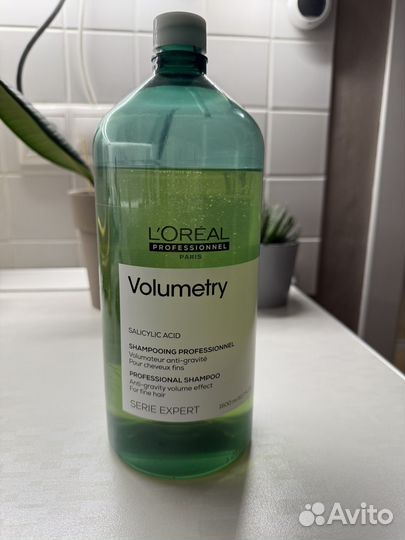 L'ORÉAL
PROFESSIONNEL
PARIS
Volumetry
SALICYLIC ACID
SHAMPOOING PROFESSIONNEL
Volumateur anti-gravité
Pour cheveux fins
PROFESSIONAL SHAMPOO
Anti-gravity volume effect
For fine hair
SERIE EXPERT
Avito